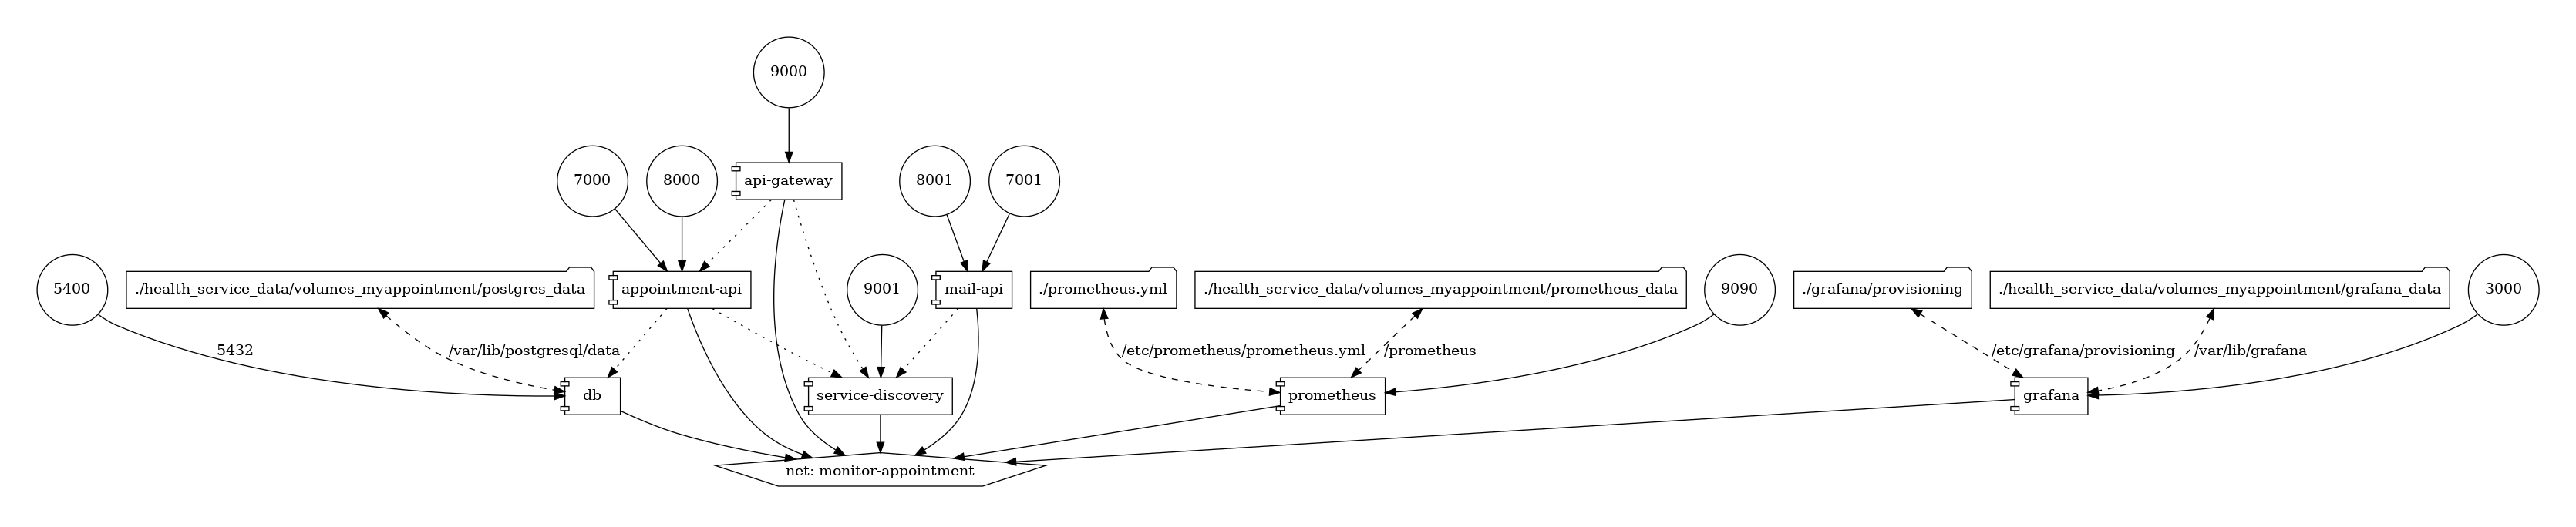 9000
7000
8000
api-gateway
8001
7001
5400
./health_service_data/volumes_myappointment/postgres_data
appointment-api
9001
mail-api
./prometheus.yml
./health_service_data/volumes_myappointment/prometheus_data
9090
./grafana/provisioning
./health_service_data/volumes_myappointment/grafana_data
3000
5432
/var/lib/postgresql/data
/etc/prometheus/prometheus.yml
/prometheus
/etc/grafana/provisioning
/var/lib/grafana
db
service-discovery
prometheus
grafana
net: monitor-appointment